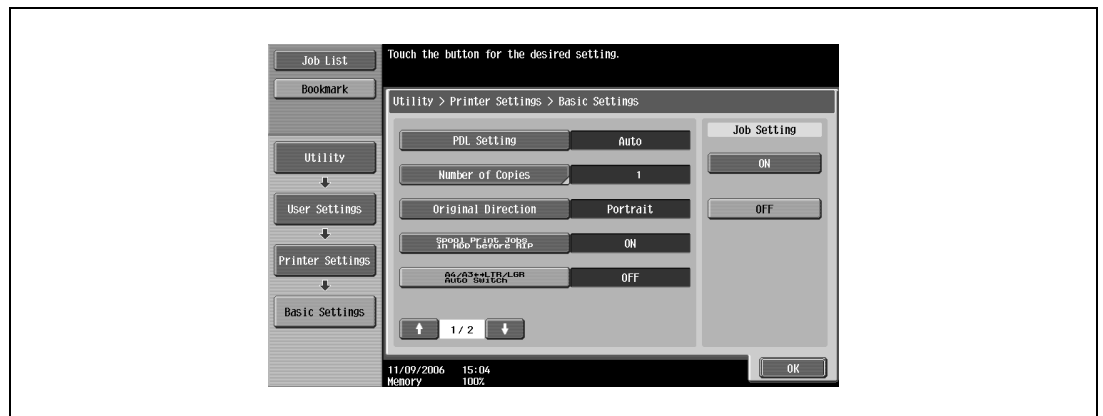 Job List
Bookmark
Touch the button for the desired setting.
Utility > Printer Settings > Basic Settings
Utility
User Settings
Printer Settings
Basic Settings
PDL Setting
Auto
Number of Copies
1
Original Direction
Portrait
Spool Print Jobs
in HDD before RIP
ON
A4/A3↔LTR/LGR
Auto Switch
OFF
1/ 2
Job Setting
ON
OFF
11/09/2006 15:04
Memory 100%
OK